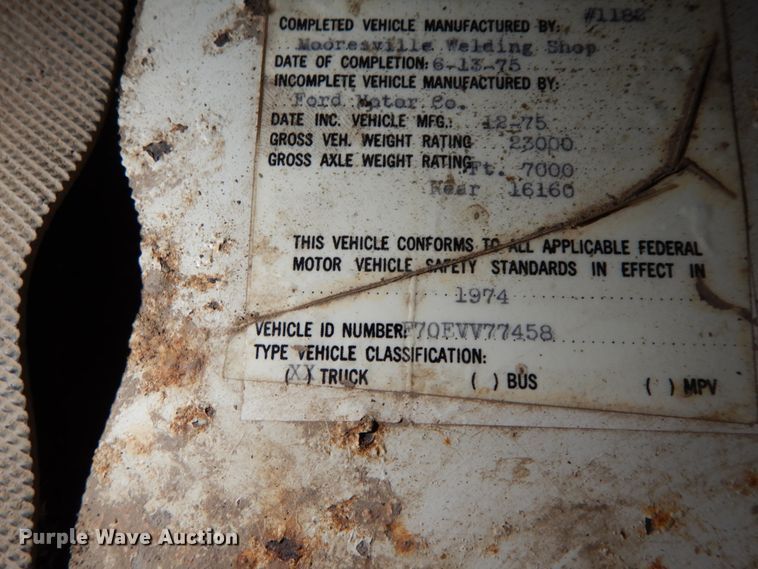 #1182
COMPLETED VEHICLE MANUFACTURED BY:
Mooresville Welding Shop
DATE OF COMPLETION: 6-13-75
INCOMPLETE VEHICLE MANUFACTURED BY:
Ford Motor Co.
DATE INC. VEHICLE MFG.: 12-75
GROSS VEH. WEIGHT RATING 23000
GROSS AXLE WEIGHT RATING Ft. 7000
Rear 16160
THIS VEHICLE CONFORMS TO ALL APPLICABLE FEDERAL
MOTOR VEHICLE SAFETY STANDARDS IN EFFECT IN
1974
VEHICLE ID NUMBER: F70EVV77458
TYPE VEHICLE CLASSIFICATION:
(XX) TRUCK ( ) BUS ( ) MPV
Purple Wave Auction